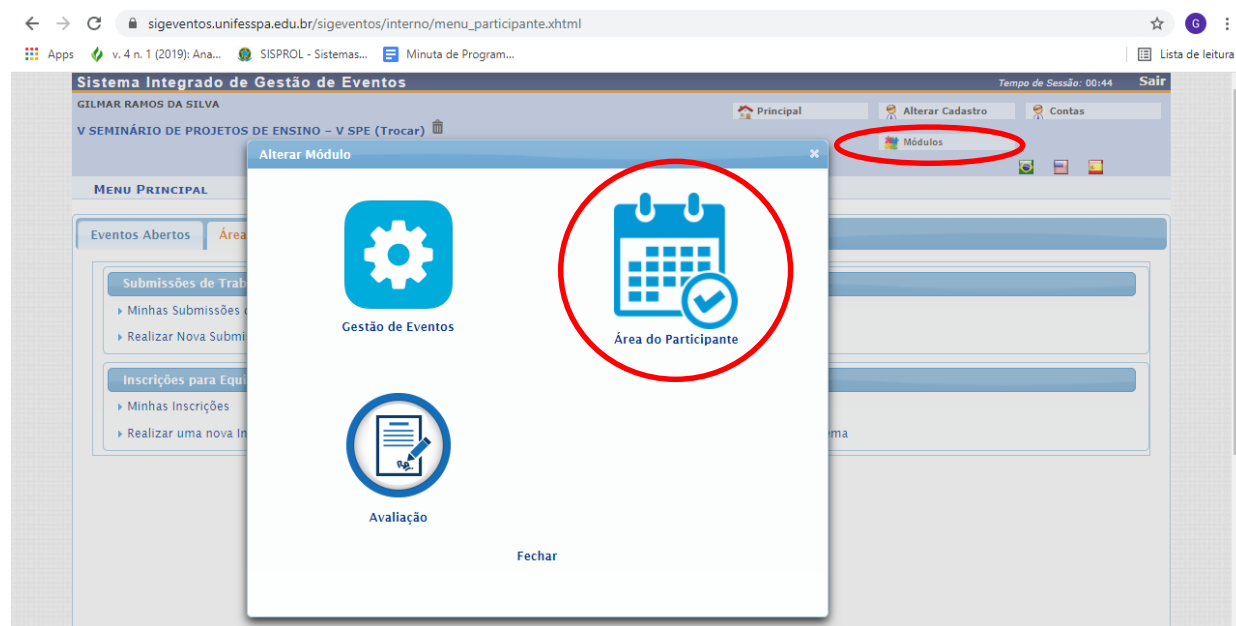 sigeventos.unifesspa.edu.br/sigeventos/interno/menu_participante.xhtml
G
Apps
v. 4 n. 1 (2019): Ana...
SISPROL - Sistemas...
Minuta de Program...
Lista de leitura
Sistema Integrado de Gestão de Eventos
Tempo de Sessão: 00:44
Sair
GILMAR RAMOS DA SILVA
Principal
Alterar Cadastro
Contas
V SEMINÁRIO DE PROJETOS DE ENSINO – V SPE (Trocar)
Módulos
MENU PRINCIPAL
Alterar Módulo
Gestão de Eventos
Área do Participante
Avaliação
Fechar
Eventos Abertos
Área
Submissões de Trab
Minhas Submissões
Realizar Nova Submi
Inscrições para Equi
Minhas Inscrições
Realizar uma nova In
ema